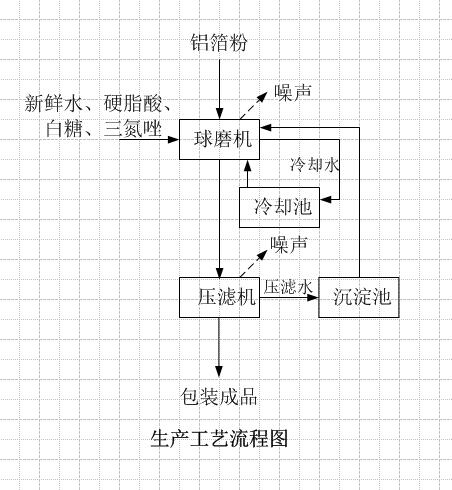 铝箔粉
噪声
新鲜水、硬脂酸、
白糖、三氮唑
球磨机
冷却水
冷却池
噪声
压滤机
压滤水
沉淀池
包装成品
生产工艺流程图